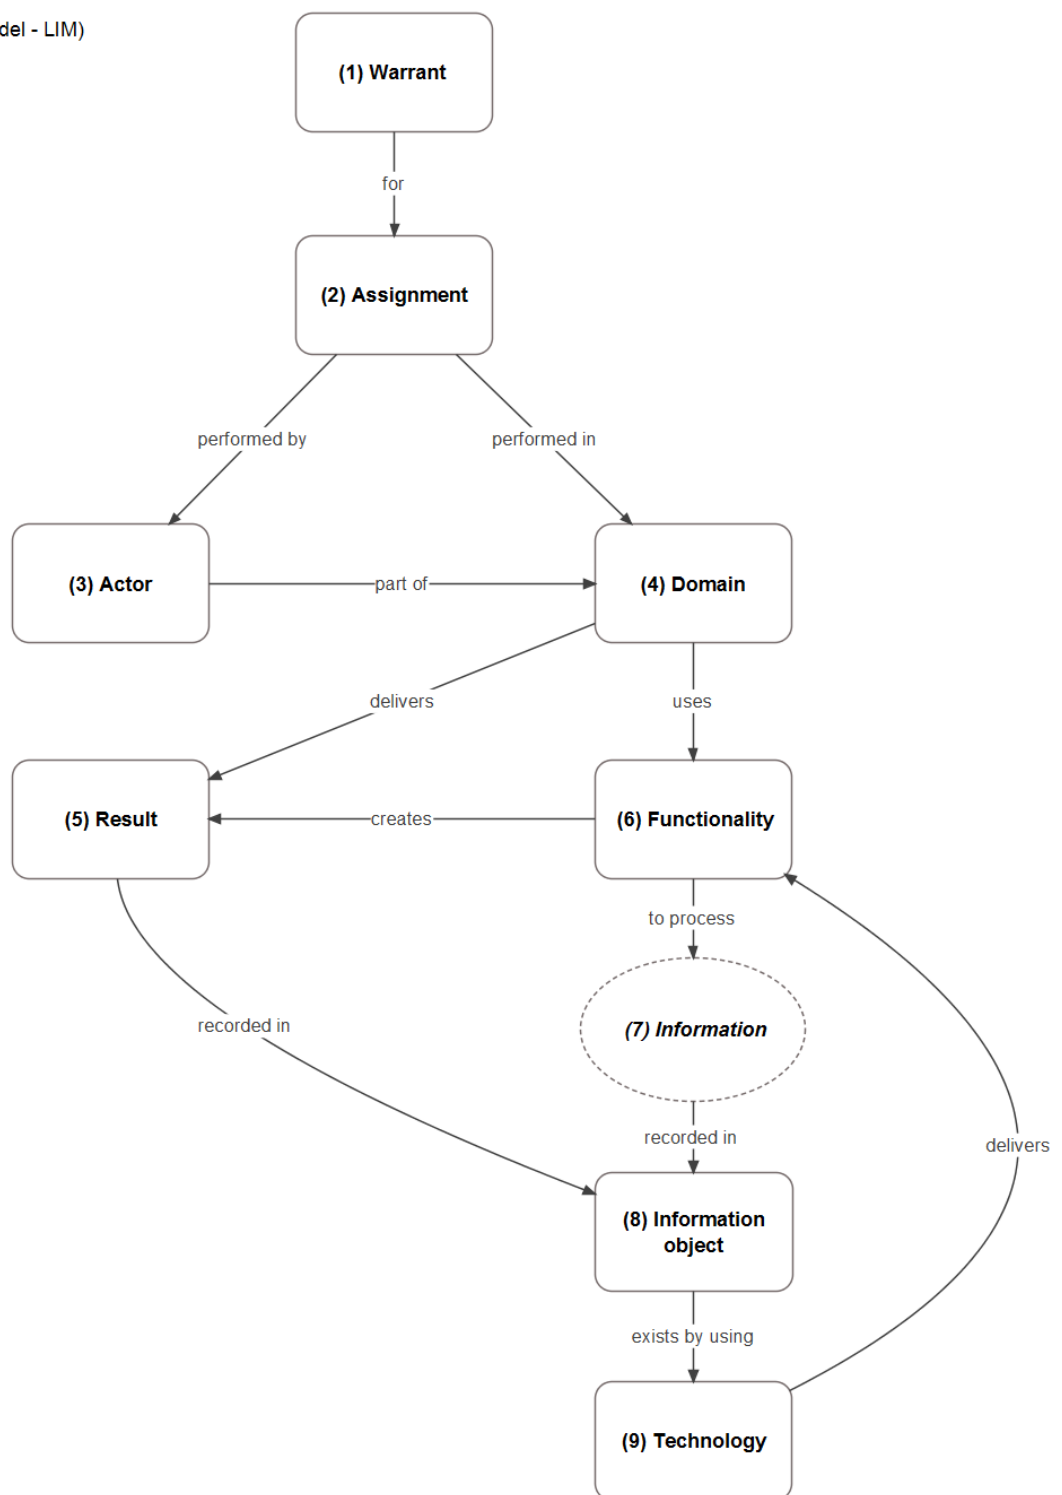 del - LIM)
(1) Warrant
for
(2) Assignment
performed by
performed in
(3) Actor
part of
(4) Domain
delivers
uses
(5) Result
creates
(6) Functionality
to process
(7) Information
recorded in
recorded in
delivers
(8) Information
object
exists by using
(9) Technology